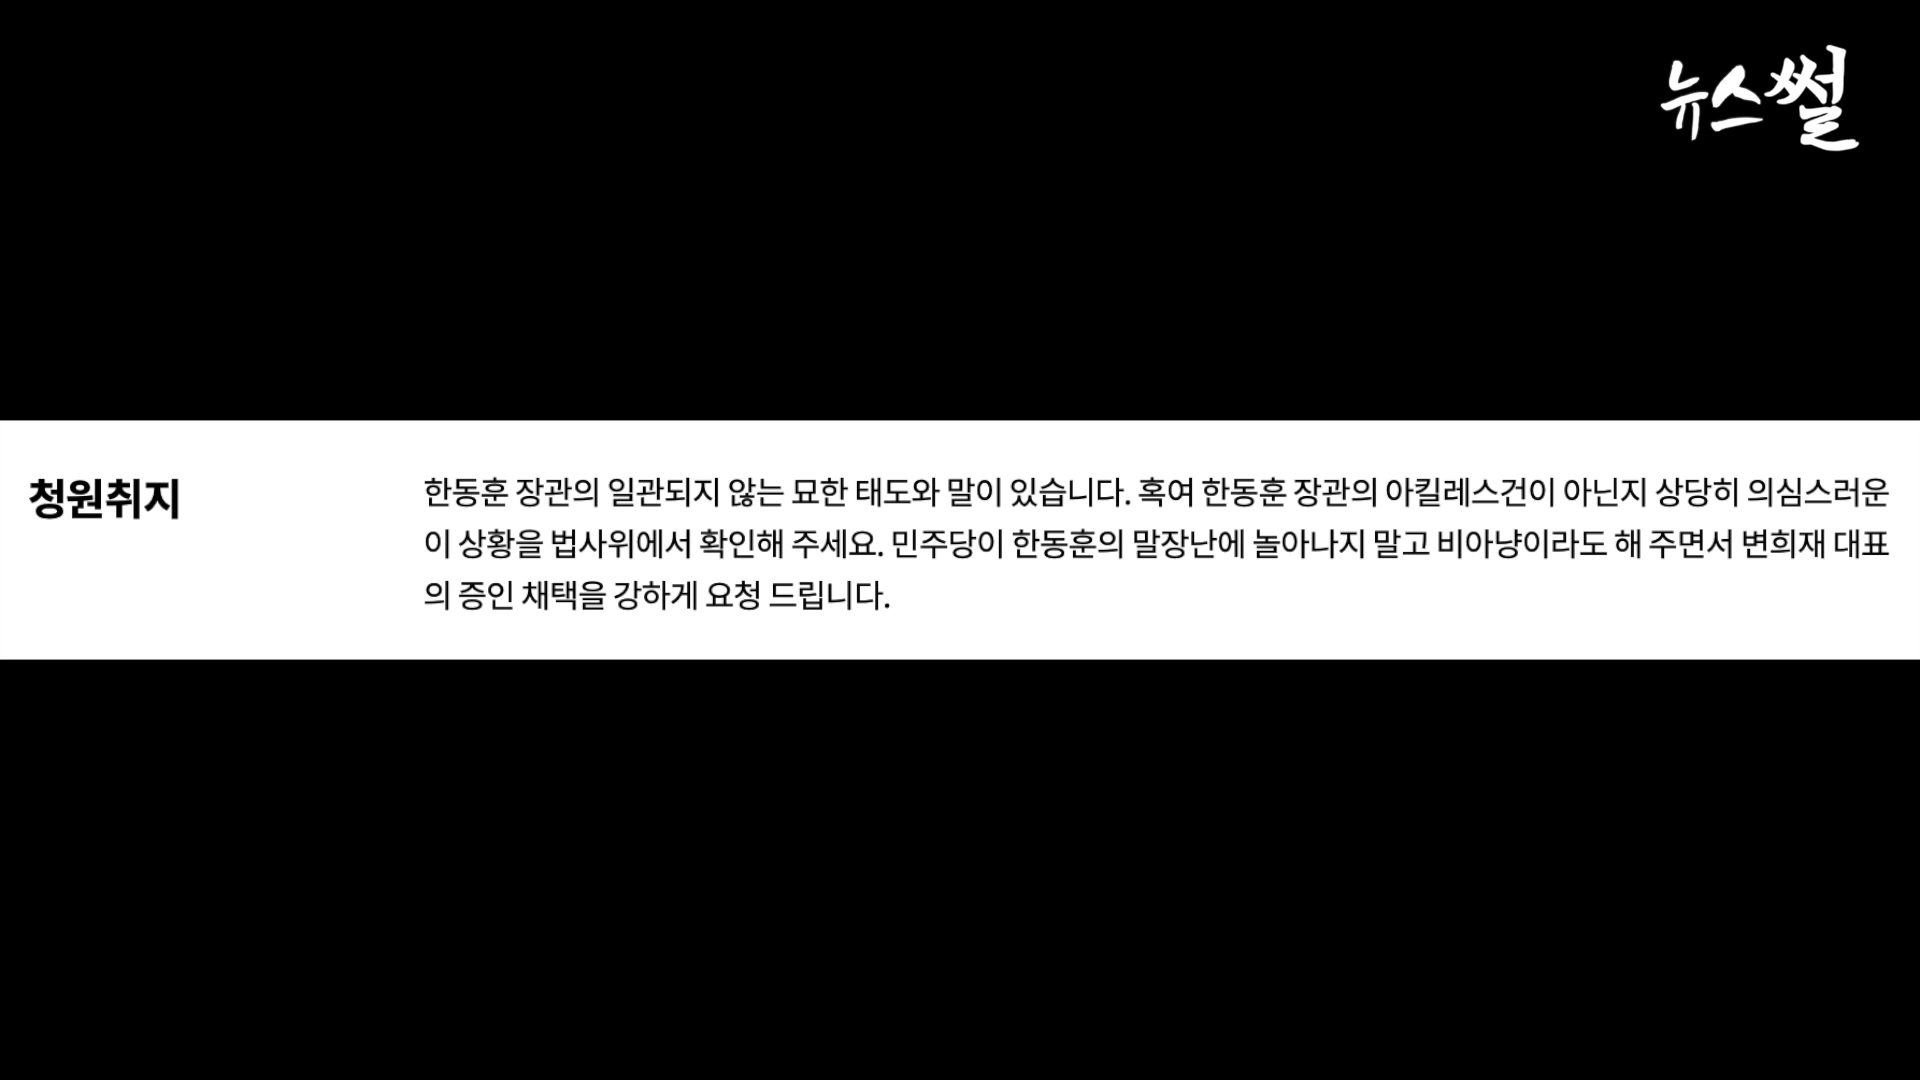 뉴스썰
청원취지
한동훈 장관의 일관되지 않는 묘한 태도와 말이 있습니다. 혹여 한동훈 장관의 아킬레스건이 아닌지 상당히 의심스러운
이 상황을 법사위에서 확인해 주세요. 민주당이 한동훈의 말장난에 놀아나지 말고 비아냥이라도 해 주면서 변희재 대표
의 증인 채택을 강하게 요청 드립니다.